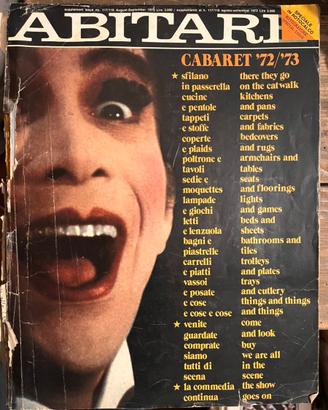 ABITARE
SPECIALE
IN ROTOCALCO
CABARET '72/'73
★ sfilano there they go
in passerella on the catwalk
cucine kitchens
e pentole and pans
tappeti carpets
e stoffe and fabrics
coperte bedcovers
e plaids and rugs
poltrone e armchairs and
tavoli tables
sedie e seats
moquettes and floorings
lampade lights
e giochi and games
letti beds and
e lenzuola sheets
bagni e bathrooms and
piastrelle tiles
carrelli trolleys
e piatti and plates
vassoi trays
e posate and cutlery
e cose things and things
e cose e cose and things
★ venite come
guardate and look
comprate buy
siamo we are all
tutti di in the
scena scene
★ la commedia the show
continua goes on